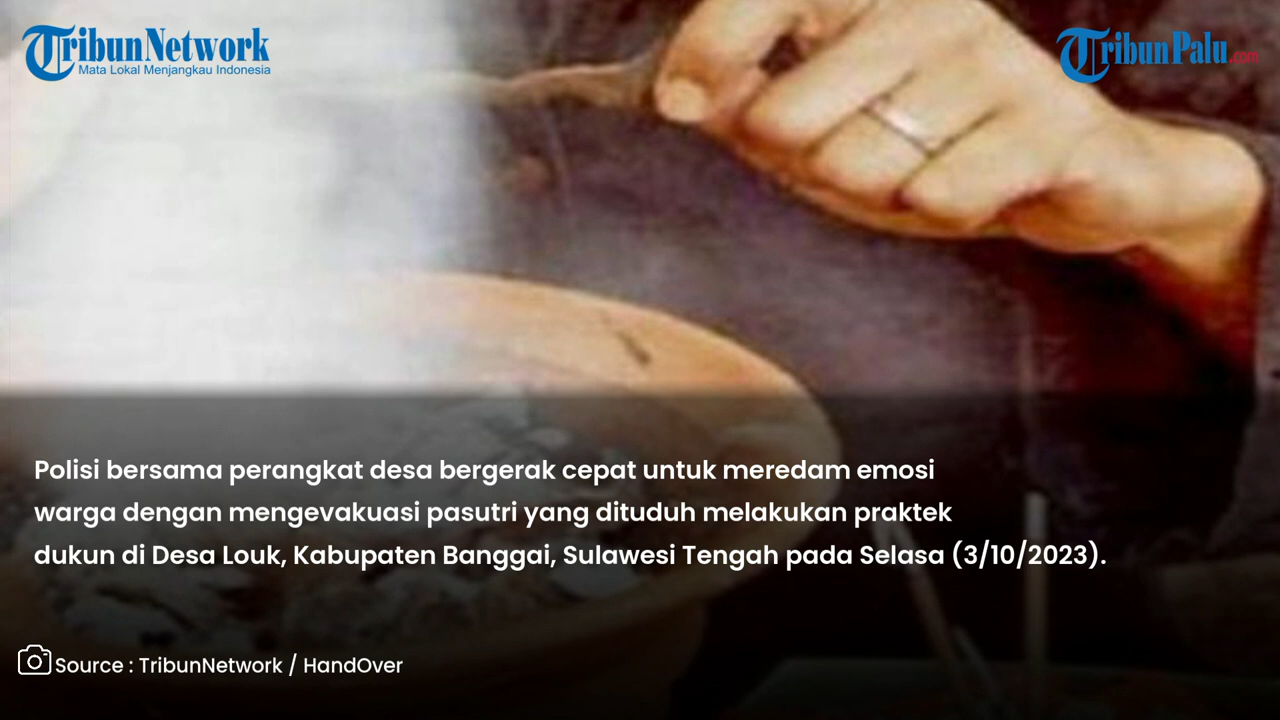 TribunNetwork
Mata Lokal Menjangkau Indonesia
TribunPalu.com
Polisi bersama perangkat desa bergerak cepat untuk meredam emosi
warga dengan mengevakuasi pasutri yang dituduh melakukan praktek
dukun di Desa Louk, Kabupaten Banggai, Sulawesi Tengah pada Selasa (3/10/2023).
Source : TribunNetwork / HandOver